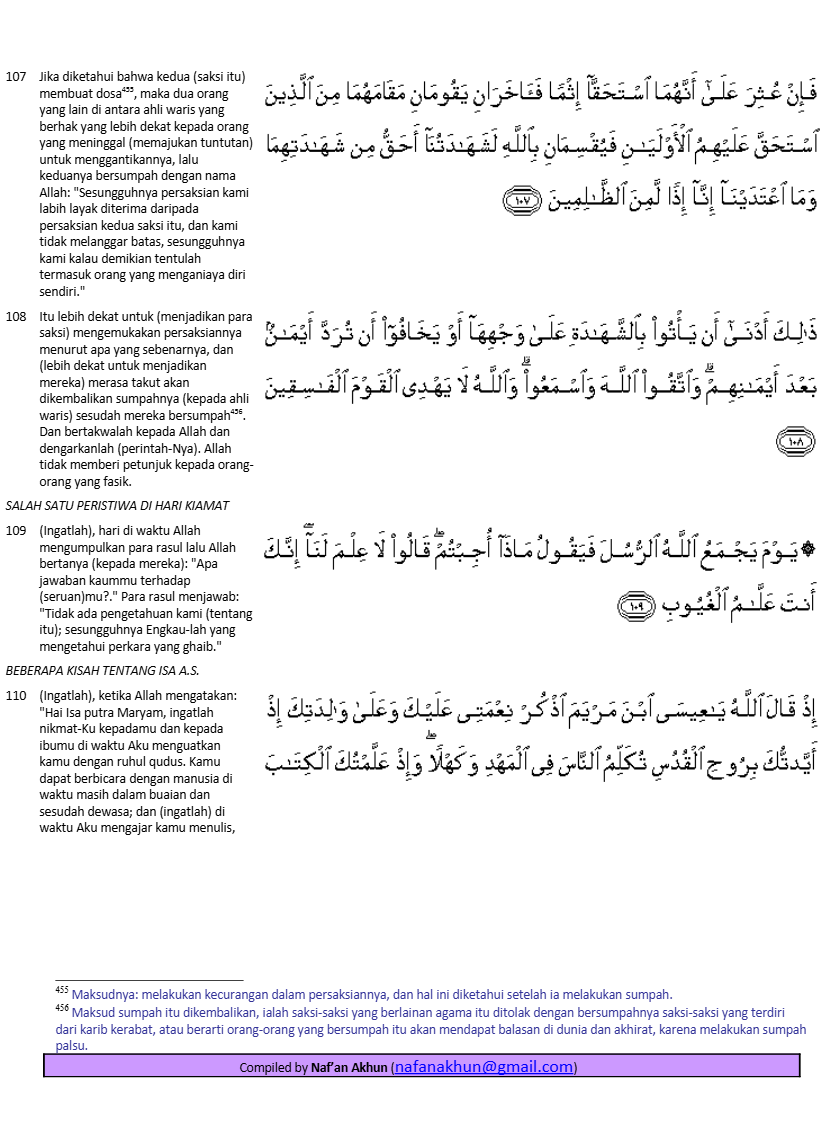 107 Jika diketahui bahwa kedua (saksi itu)
membuat dosa⁴⁵⁵, maka dua orang
yang lain di antara ahli waris yang
berhak yang lebih dekat kepada orang
yang meninggal (memajukan tuntutan)
untuk menggantikannya, lalu
keduanya bersumpah dengan nama
Allah: "Sesungguhnya persaksian kami
labih layak diterima daripada
persaksian kedua saksi itu, dan kami
tidak melanggar batas, sesungguhnya
kami kalau demikian tentulah
termasuk orang yang menganiaya diri
sendiri."
فَإِنْ عُثِرَ عَلَىٰٓ أَنَّهُمَا ٱسْتَحَقَّآ إِثْمًا فَـَٔاخَرَانِ يَقُومَانِ مَقَامَهُمَا مِنَ ٱلَّذِينَ
ٱسْتَحَقَّ عَلَيْهِمُ ٱلْأَوْلَيَـٰنِ فَيُقْسِمَانِ بِٱللَّهِ لَشَهَـٰدَتُنَآ أَحَقُّ مِن شَهَـٰدَتِهِمَا
وَمَا ٱعْتَدَيْنَآ إِنَّآ إِذًا لَّمِنَ ٱلظَّـٰلِمِينَ ١٠٧
108 Itu lebih dekat untuk (menjadikan para
saksi) mengemukakan persaksiannya
menurut apa yang sebenarnya, dan
(lebih dekat untuk menjadikan
mereka) merasa takut akan
dikembalikan sumpahnya (kepada ahli
waris) sesudah mereka bersumpah⁴⁵⁶.
Dan bertakwalah kepada Allah dan
dengarkanlah (perintah-Nya). Allah
tidak memberi petunjuk kepada orang-
orang yang fasik.
ذَٰلِكَ أَدْنَىٰٓ أَن يَأْتُوا۟ بِٱلشَّهَـٰدَةِ عَلَىٰ وَجْهِهَآ أَوْ يَخَافُوٓا۟ أَن تُرَدَّ أَيْمَـٰنٌۢ
بَعْدَ أَيْمَـٰنِهِمْ ۗ وَٱتَّقُوا۟ ٱللَّهَ وَٱسْمَعُوا۟ ۗ وَٱللَّهُ لَا يَهْدِى ٱلْقَوْمَ ٱلْفَـٰسِقِينَ
١٠٨
SALAH SATU PERISTIWA DI HARI KIAMAT
109 (Ingatlah), hari di waktu Allah
mengumpulkan para rasul lalu Allah
bertanya (kepada mereka): "Apa
jawaban kaummu terhadap
(seruan)mu?." Para rasul menjawab:
"Tidak ada pengetahuan kami (tentang
itu); sesungguhnya Engkau-lah yang
mengetahui perkara yang ghaib."
۞ يَوْمَ يَجْمَعُ ٱللَّهُ ٱلرُّسُلَ فَيَقُولُ مَاذَآ أُجِبْتُمْ ۖ قَالُوا۟ لَا عِلْمَ لَنَآ ۖ إِنَّكَ
أَنتَ عَلَّـٰمُ ٱلْغُيُوبِ ١٠٩
BEBERAPA KISAH TENTANG ISA A.S.
110 (Ingatlah), ketika Allah mengatakan:
"Hai Isa putra Maryam, ingatlah
nikmat-Ku kepadamu dan kepada
ibumu di waktu Aku menguatkan
kamu dengan ruhul qudus. Kamu
dapat berbicara dengan manusia di
waktu masih dalam buaian dan
sesudah dewasa; dan (ingatlah) di
waktu Aku mengajar kamu menulis,
إِذْ قَالَ ٱللَّهُ يَـٰعِيسَى ٱبْنَ مَرْيَمَ ٱذْكُرْ نِعْمَتِى عَلَيْكَ وَعَلَىٰ وَٰلِدَتِكَ إِذْ
أَيَّدتُّكَ بِرُوحِ ٱلْقُدُسِ تُكَلِّمُ ٱلنَّاسَ فِى ٱلْمَهْدِ وَكَهْلًا ۖ وَإِذْ عَلَّمْتُكَ ٱلْكِتَـٰبَ
⁴⁵⁵ Maksudnya: melakukan kecurangan dalam persaksiannya, dan hal ini diketahui setelah ia melakukan sumpah.
⁴⁵⁶ Maksud sumpah itu dikembalikan, ialah saksi-saksi yang berlainan agama itu ditolak dengan bersumpahnya saksi-saksi yang terdiri
dari karib kerabat, atau berarti orang-orang yang bersumpah itu akan mendapat balasan di dunia dan akhirat, karena melakukan sumpah
palsu.
Compiled by Naf'an Akhun (nafanakhun@gmail.com)